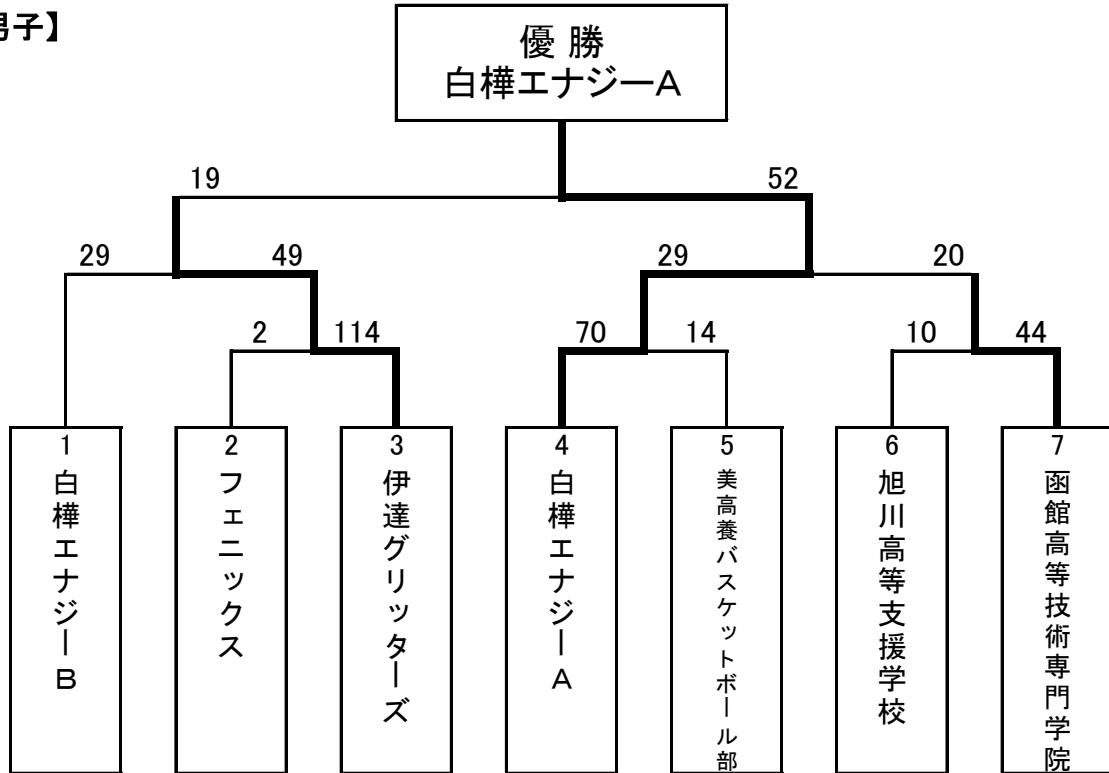 男子】
優 勝
白樺エナジーＡ
19
52
29
49
29
20
2
114
70
14
10
44
1
白樺エナジーＢ
2
フェニックス
3
伊達グリッターズ
4
白樺エナジーＡ
5
美高養バスケットボール部
6
旭川高等支援学校
7
函館高等技術専門学院